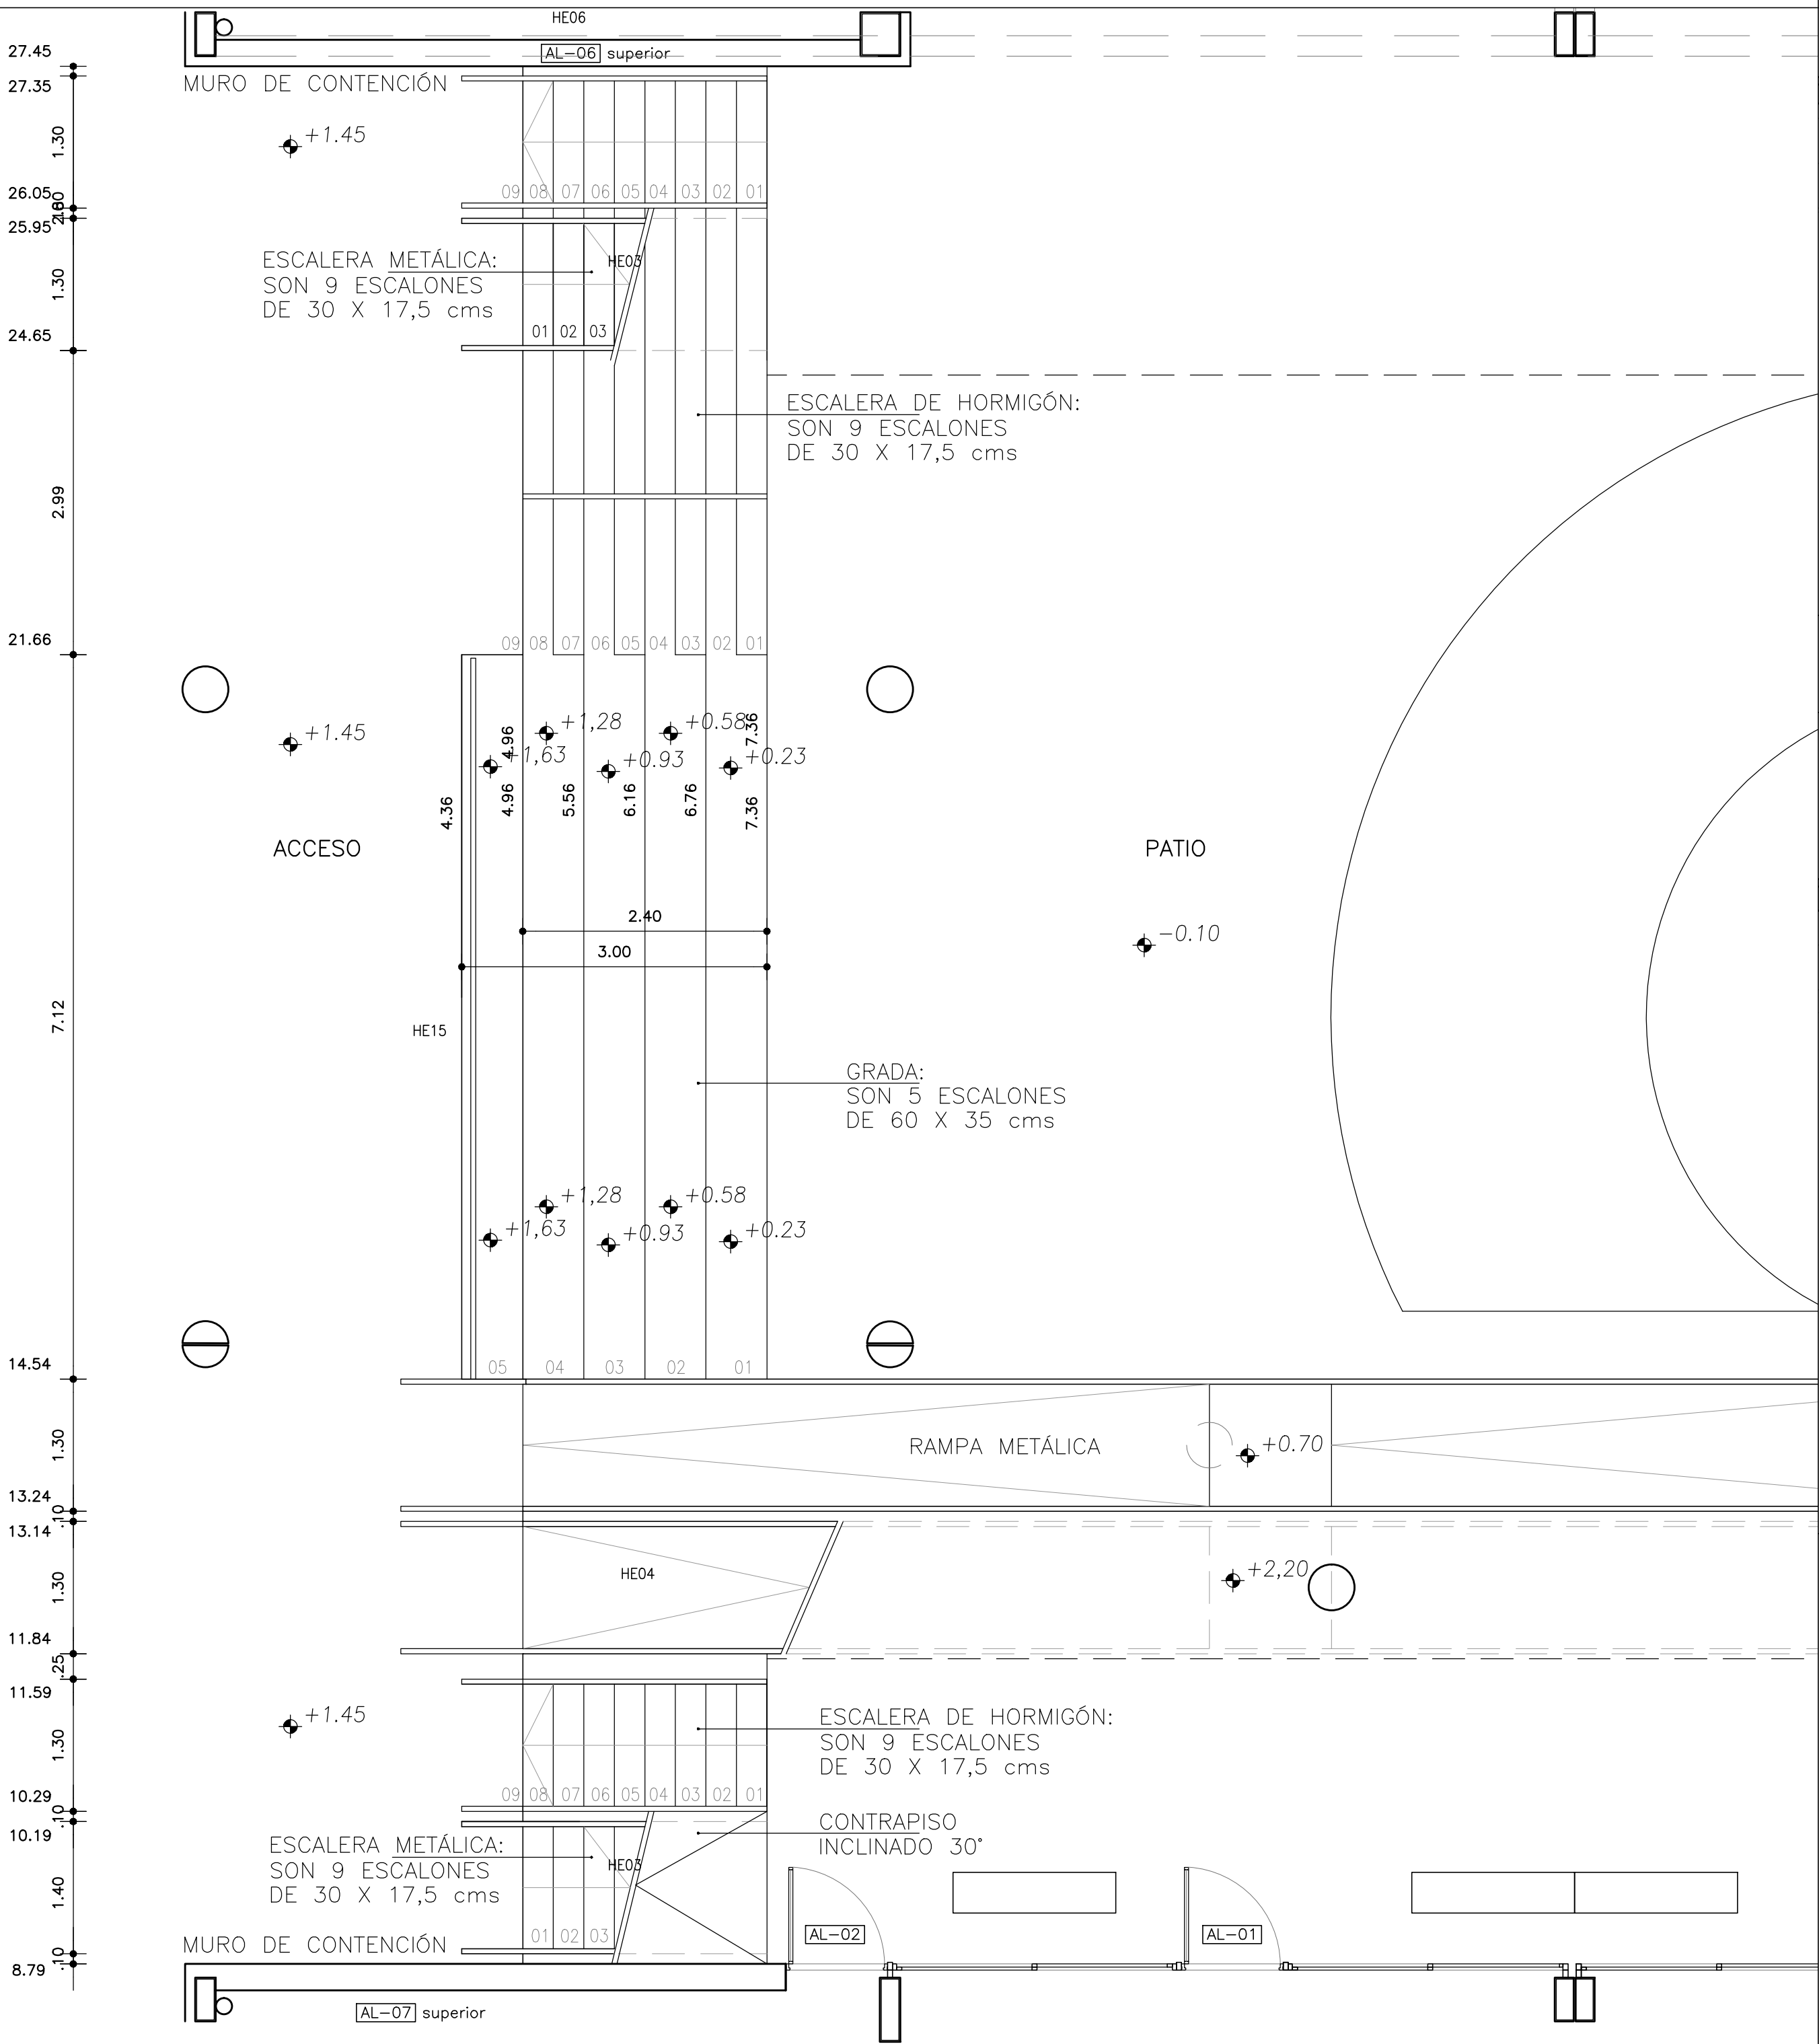 HE06
27.45
AL-06 superior
27.35
MURO DE CONTENCIÓN
1.30
+1.45
26.05
09 08 07 06 05 04 03 02 01
25.95
ESCALERA METÁLICA:
SON 9 ESCALONES
DE 30 X 17,5 cms
HE03
1.30
01 02 03
24.65
ESCALERA DE HORMIGÓN:
SON 9 ESCALONES
DE 30 X 17,5 cms
2.99
21.66
09 08 07 06 05 04 03 02 01
+1.45
+1,28
+0.58
7.36
4.96
+1,63
+0.93
+0.23
4.36
4.96
5.56
6.16
6.76
7.36
ACCESO
PATIO
2.40
-0.10
3.00
7.12
HE15
GRADA:
SON 5 ESCALONES
DE 60 X 35 cms
+1,28
+0.58
+1,63
+0.93
+0.23
14.54
05 04 03 02 01
1.30
RAMPA METÁLICA
+0.70
13.24
.10
13.14
1.30
HE04
+2,20
11.84
.25
11.59
+1.45
ESCALERA DE HORMIGÓN:
SON 9 ESCALONES
DE 30 X 17,5 cms
1.30
10.29
09 08 07 06 05 04 03 02 01
.10
10.19
CONTRAPISO
INCLINADO 30°
ESCALERA METÁLICA:
SON 9 ESCALONES
DE 30 X 17,5 cms
HE03
1.40
01 02 03
AL-02
AL-01
MURO DE CONTENCIÓN
.10
8.79
AL-07 superior